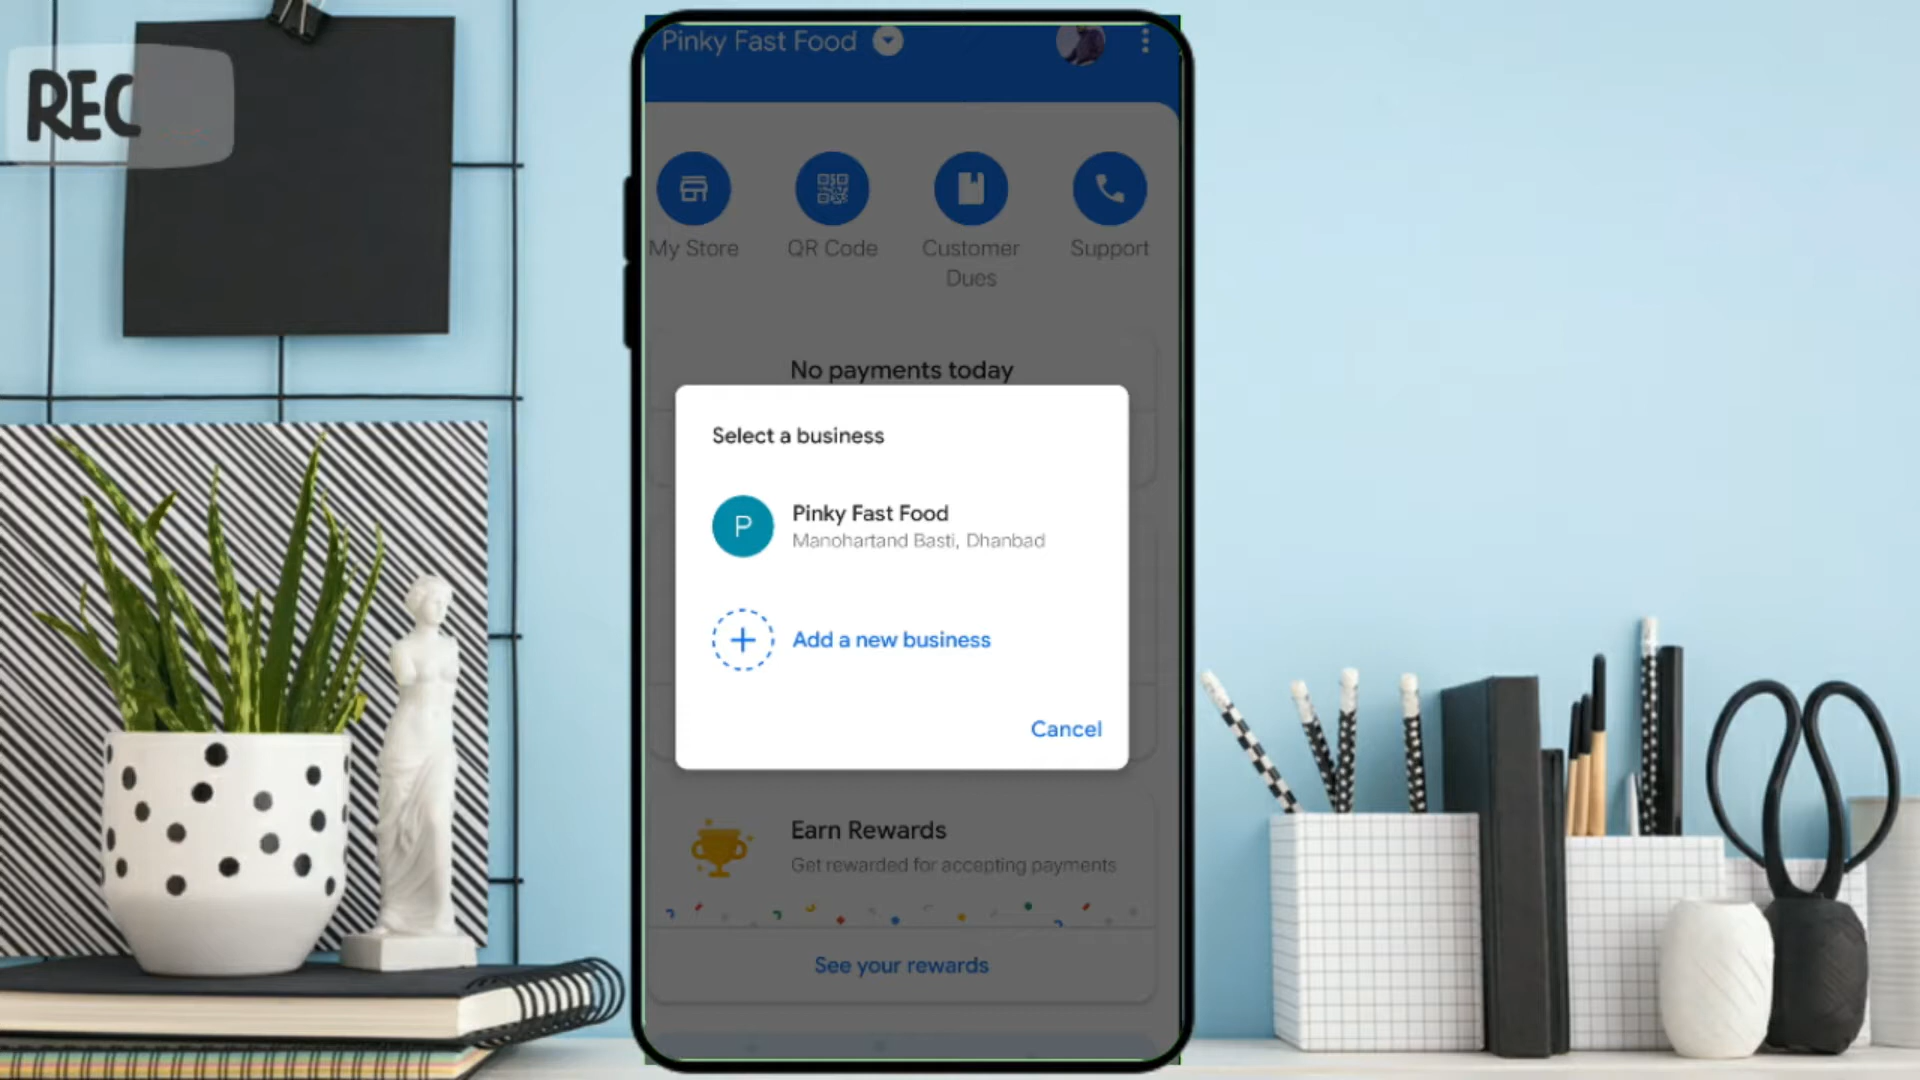 REC
Pinky Fast Food
My Store
QR Code
Customer
Dues
Support
No payments today
Select a business
P
Pinky Fast Food
Manohartand Basti, Dhanbad
Add a new business
Cancel
Earn Rewards
Get rewarded for accepting payments
See your rewards